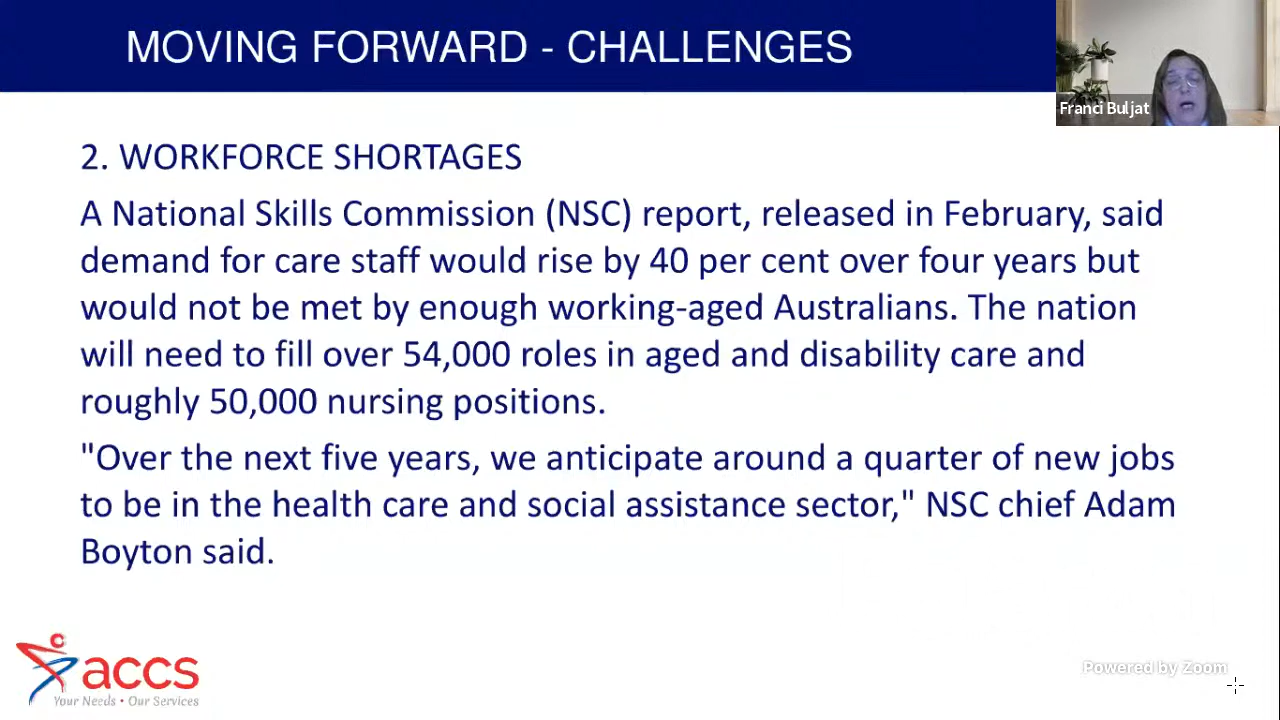 MOVING FORWARD - CHALLENGES
Franci Buljat
2. WORKFORCE SHORTAGES
A National Skills Commission (NSC) report, released in February, said
demand for care staff would rise by 40 per cent over four years but
would not be met by enough working-aged Australians. The nation
will need to fill over 54,000 roles in aged and disability care and
roughly 50,000 nursing positions.
"Over the next five years, we anticipate around a quarter of new jobs
to be in the health care and social assistance sector," NSC chief Adam
Boyton said.
accs
Your Needs • Our Services
Powered by Zoom